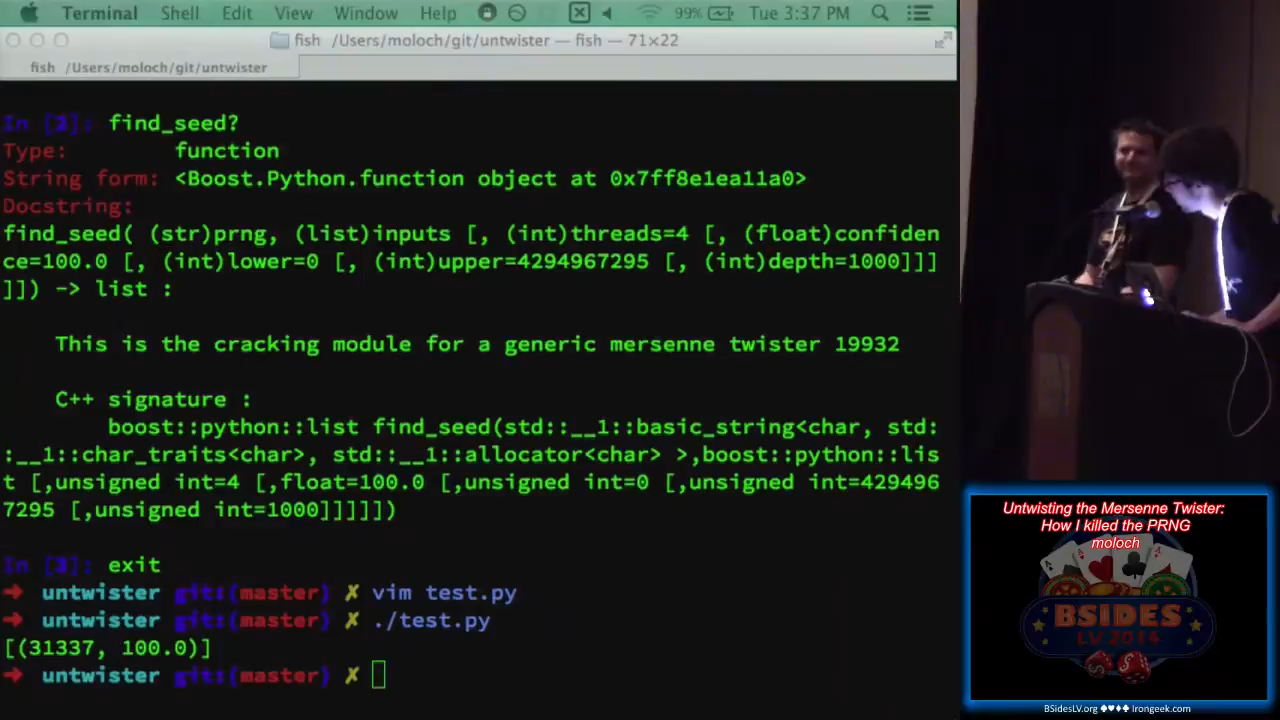 Terminal Shell Edit View Window Help 99% Tue 3:37 PM
fish /Users/moloch/git/untwister — fish — 71×22
fish /Users/moloch/git/untwister
In [3]: find_seed?
Type: function
String form: <Boost.Python.function object at 0x7ff8e1ea11a0>
Docstring:
find_seed( (str)prng, (list)inputs [, (int)threads=4 [, (float)confiden
ce=100.0 [, (int)lower=0 [, (int)upper=4294967295 [, (int)depth=1000]]]
]]) -> list :
This is the cracking module for a generic mersenne twister 19932
C++ signature :
boost::python::list find_seed(std::__1::basic_string<char, std:
:__1::char_traits<char>, std::__1::allocator<char> >,boost::python::lis
t [,unsigned int=4 [,float=100.0 [,unsigned int=0 [,unsigned int=429496
7295 [,unsigned int=1000]]]]])
In [3]: exit
➜ untwister git:(master) ✗ vim test.py
➜ untwister git:(master) ✗ ./test.py
[(31337, 100.0)]
➜ untwister git:(master) ✗
Untwisting the Mersenne Twister:
How I killed the PRNG
moloch
BSIDES
LV 2014
BSidesLV.org ♠♥♦♣ Irongeek.com